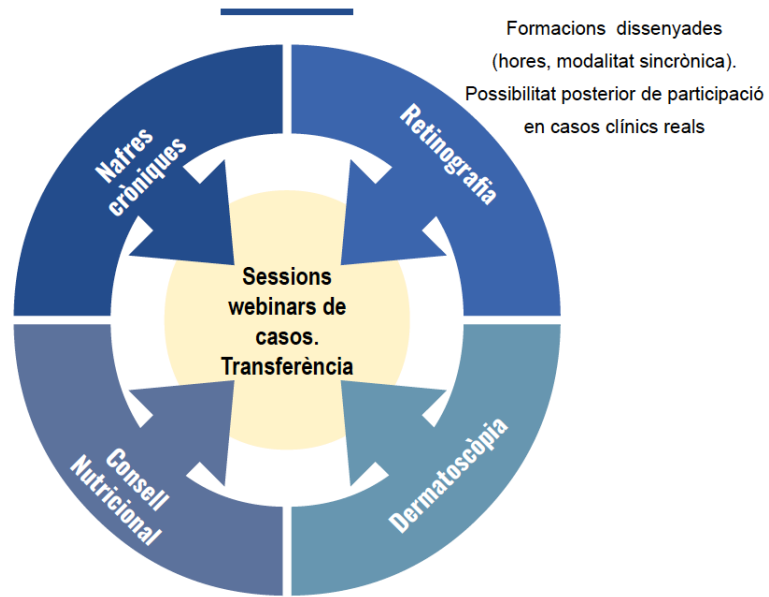 Formacions dissenyades
(hores, modalitat sincrònica).
Possibilitat posterior de participació
en casos clínics reals
Nafres
cròniques
Retinografia
Sessions
webinars de
casos.
Transferència
Consell
Nutricional
Dermatoscòpia